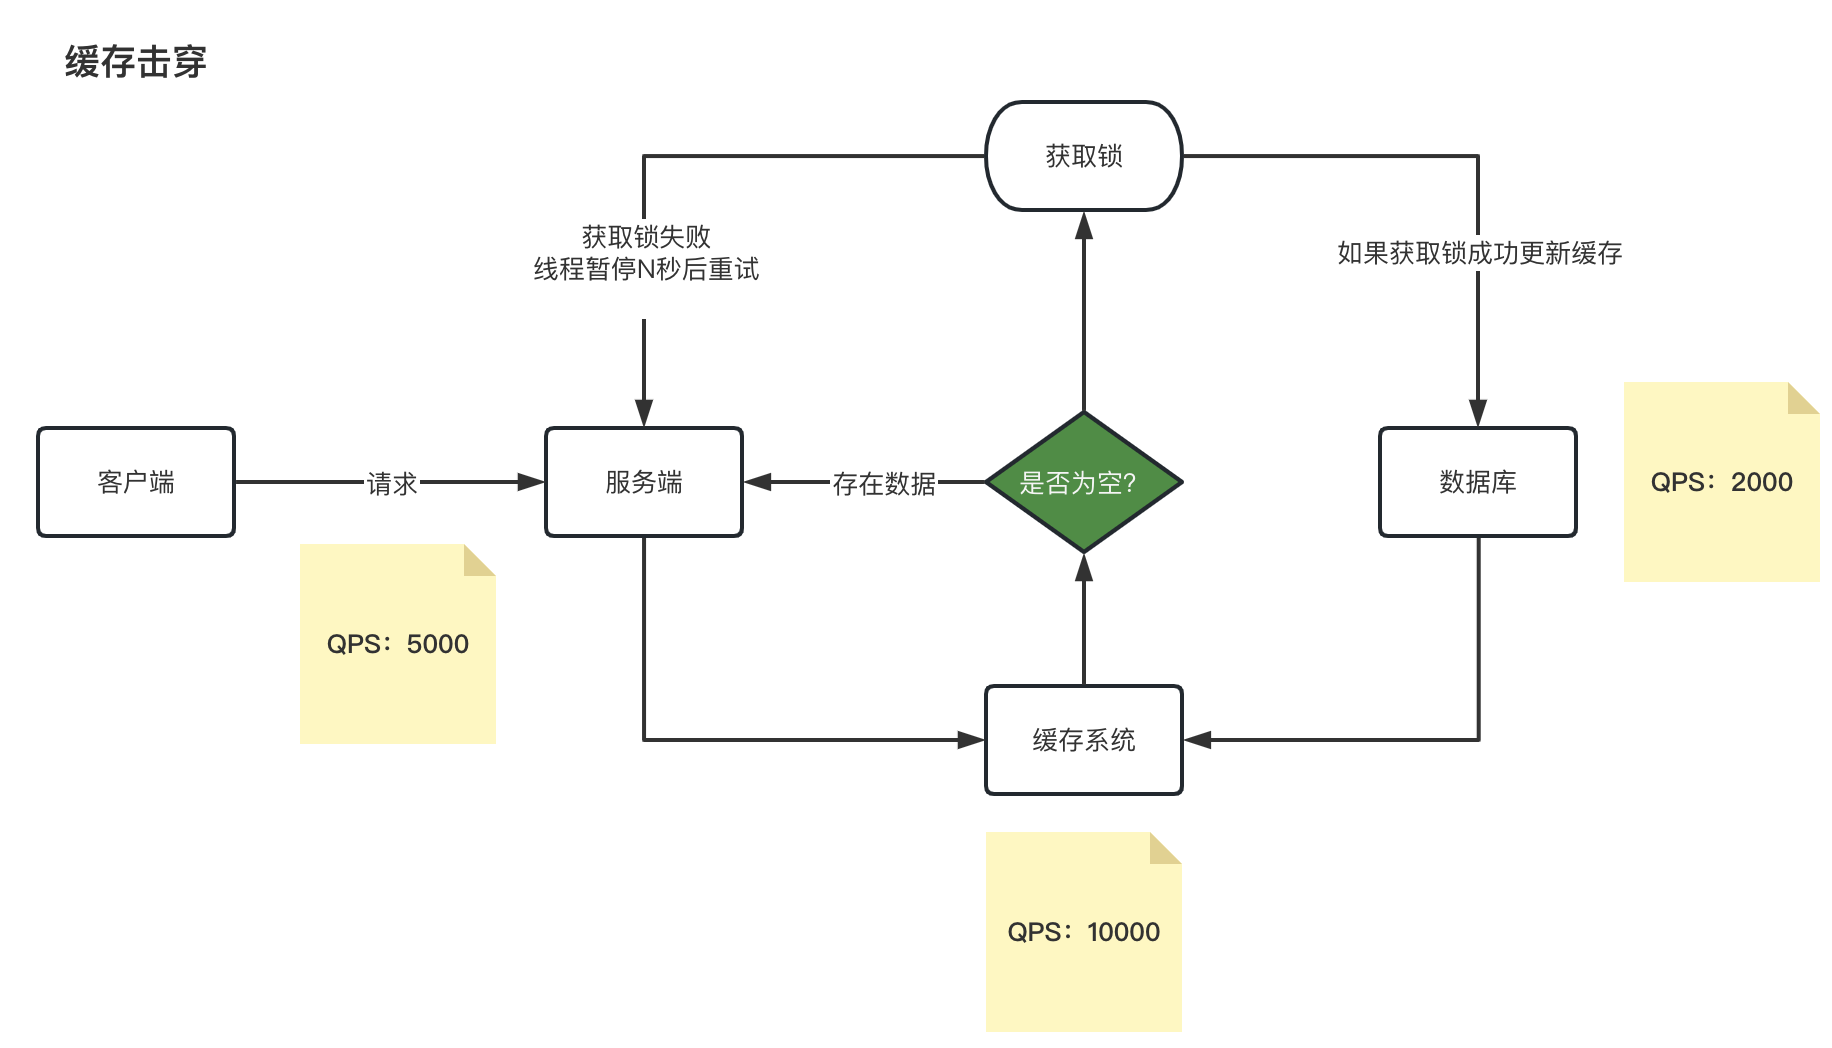 缓存击穿
获取锁
获取锁失败
线程暂停N秒后重试
如果获取锁成功更新缓存
客户端
请求
服务端
存在数据
是否为空?
数据库
QPS：2000
QPS：5000
缓存系统
QPS：10000